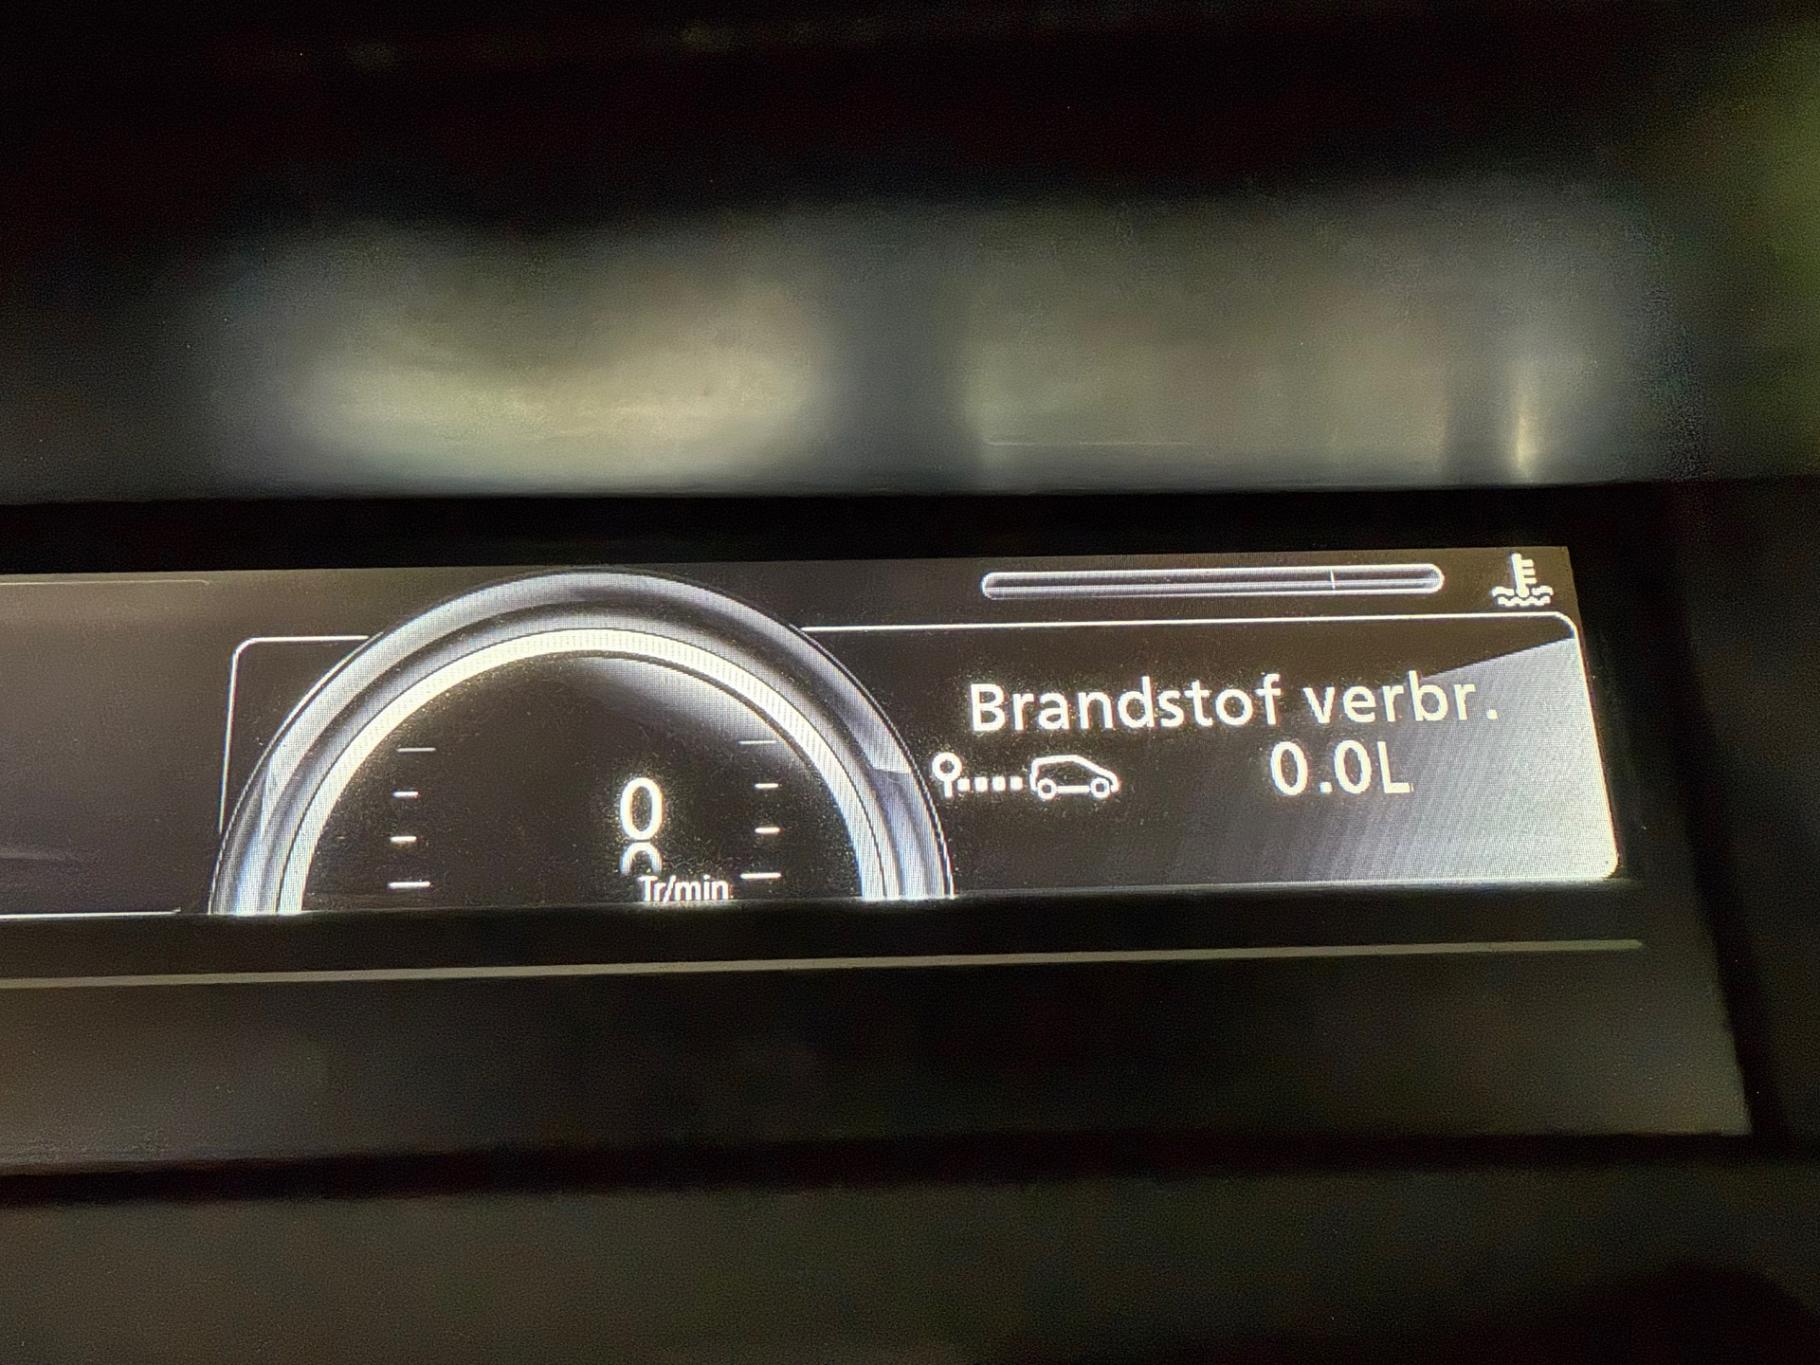 Brandstof verbr.
0.0L
0
Tr/min